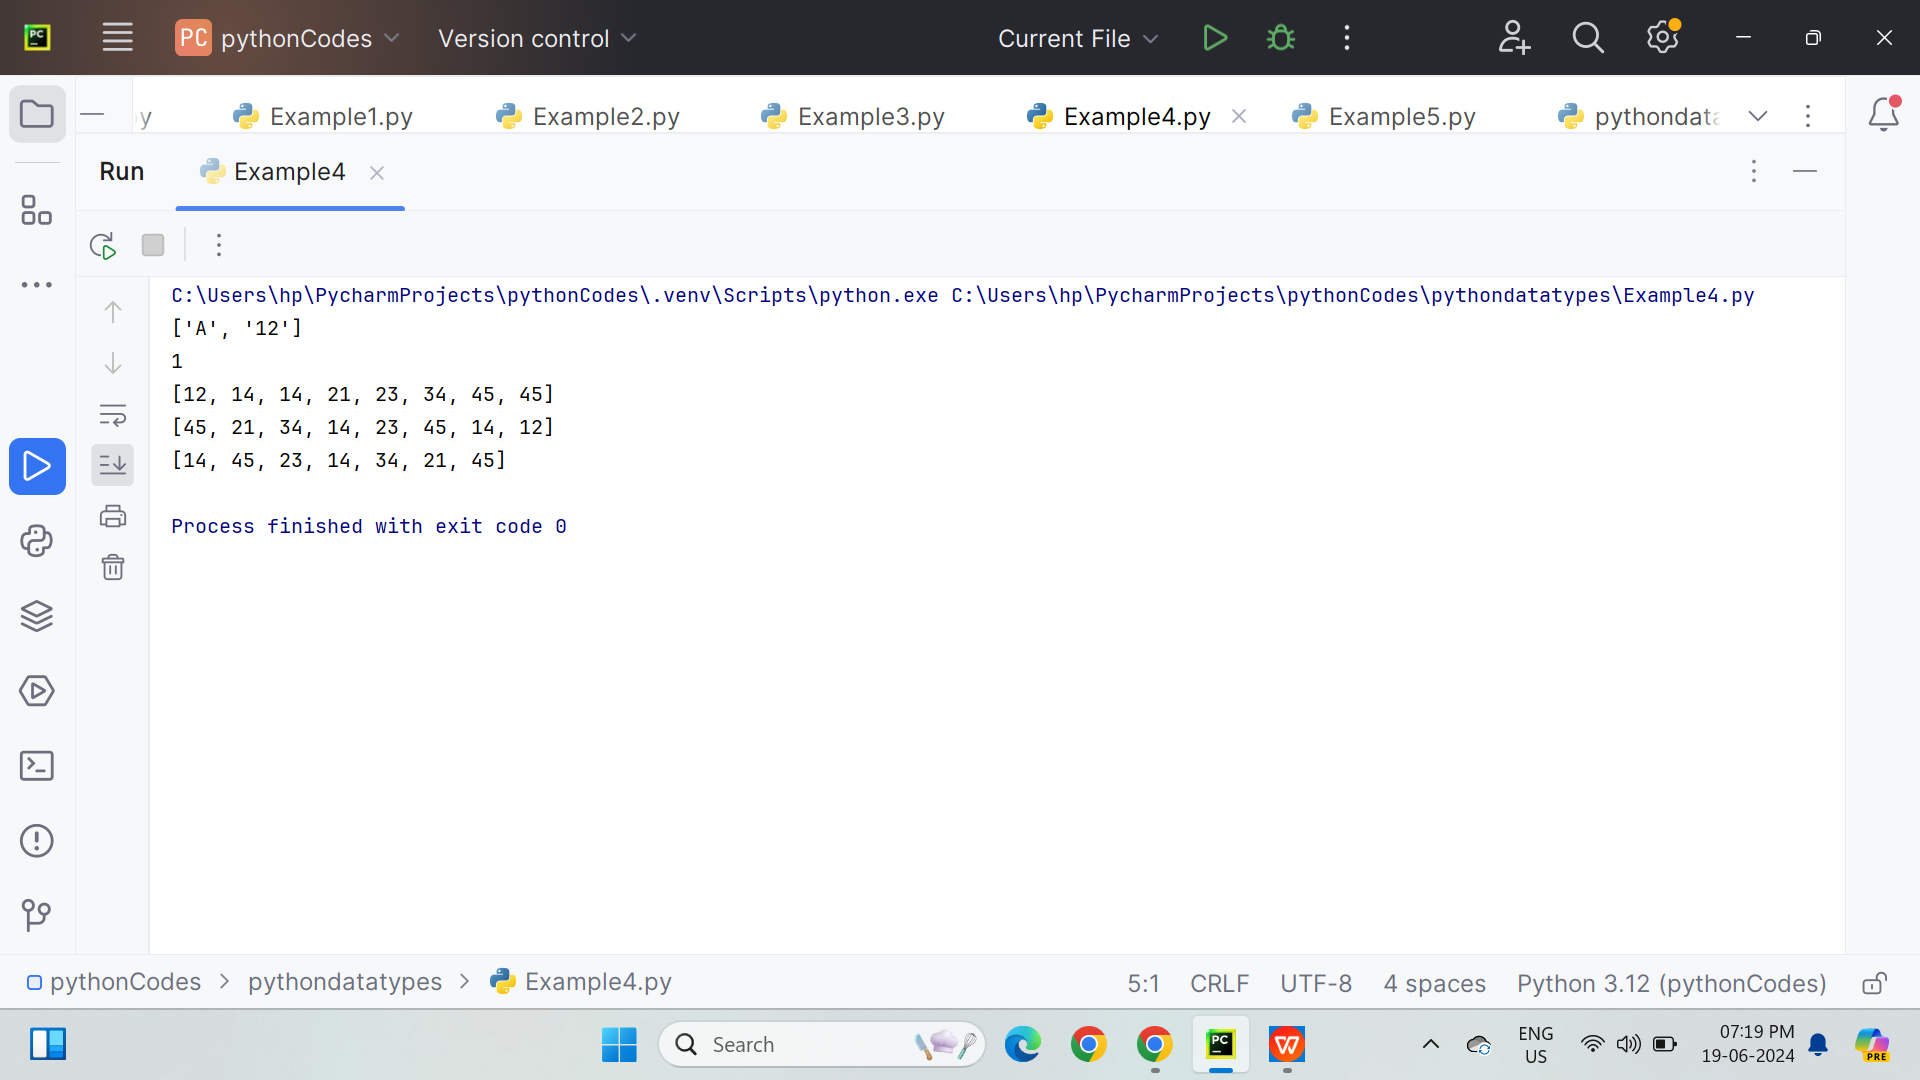 PC pythonCodes Version control Current File
y Example1.py Example2.py Example3.py Example4.py Example5.py pythondata
Run Example4
C:\Users\hp\PycharmProjects\pythonCodes\.venv\Scripts\python.exe C:\Users\hp\PycharmProjects\pythonCodes\pythondatatypes\Example4.py
['A', '12']
1
[12, 14, 14, 21, 23, 34, 45, 45]
[45, 21, 34, 14, 23, 45, 14, 12]
[14, 45, 23, 14, 34, 21, 45]
Process finished with exit code 0
pythonCodes > pythondatatypes > Example4.py 5:1 CRLF UTF-8 4 spaces Python 3.12 (pythonCodes)
Search
ENG
US
07:19 PM
19-06-2024
PRE